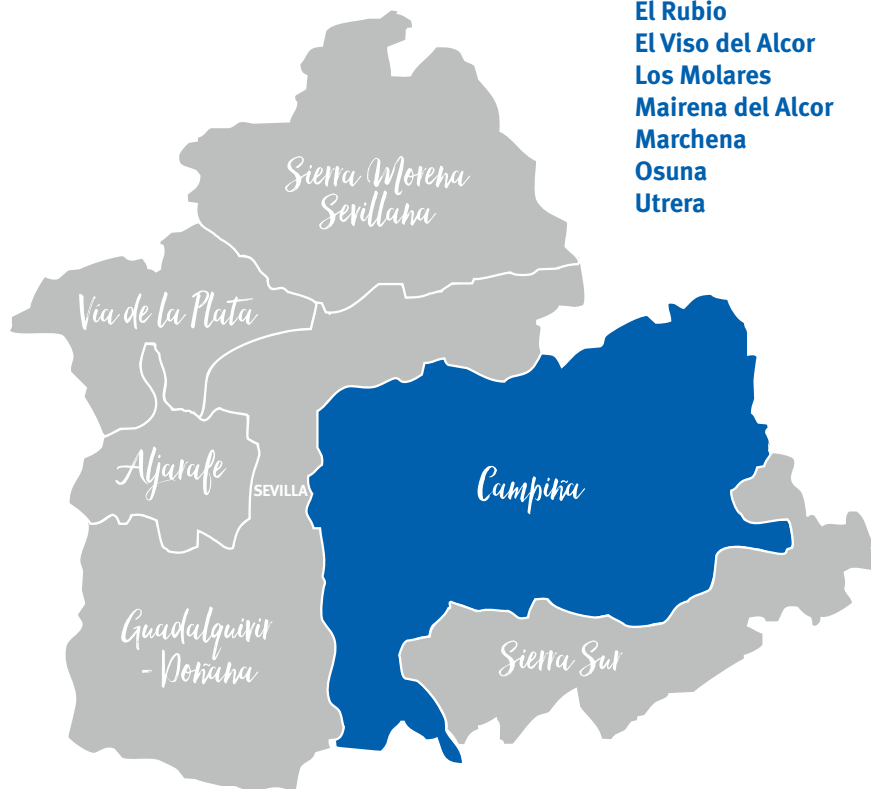 El Rubio
El Viso del Alcor
Los Molares
Mairena del Alcor
Marchena
Osuna
Utrera
Sierra Morena
Sevillana
Vía de la Plata
Aljarafe
SEVILLA
Campiña
Guadalquivir
- Doñana
Sierra Sur